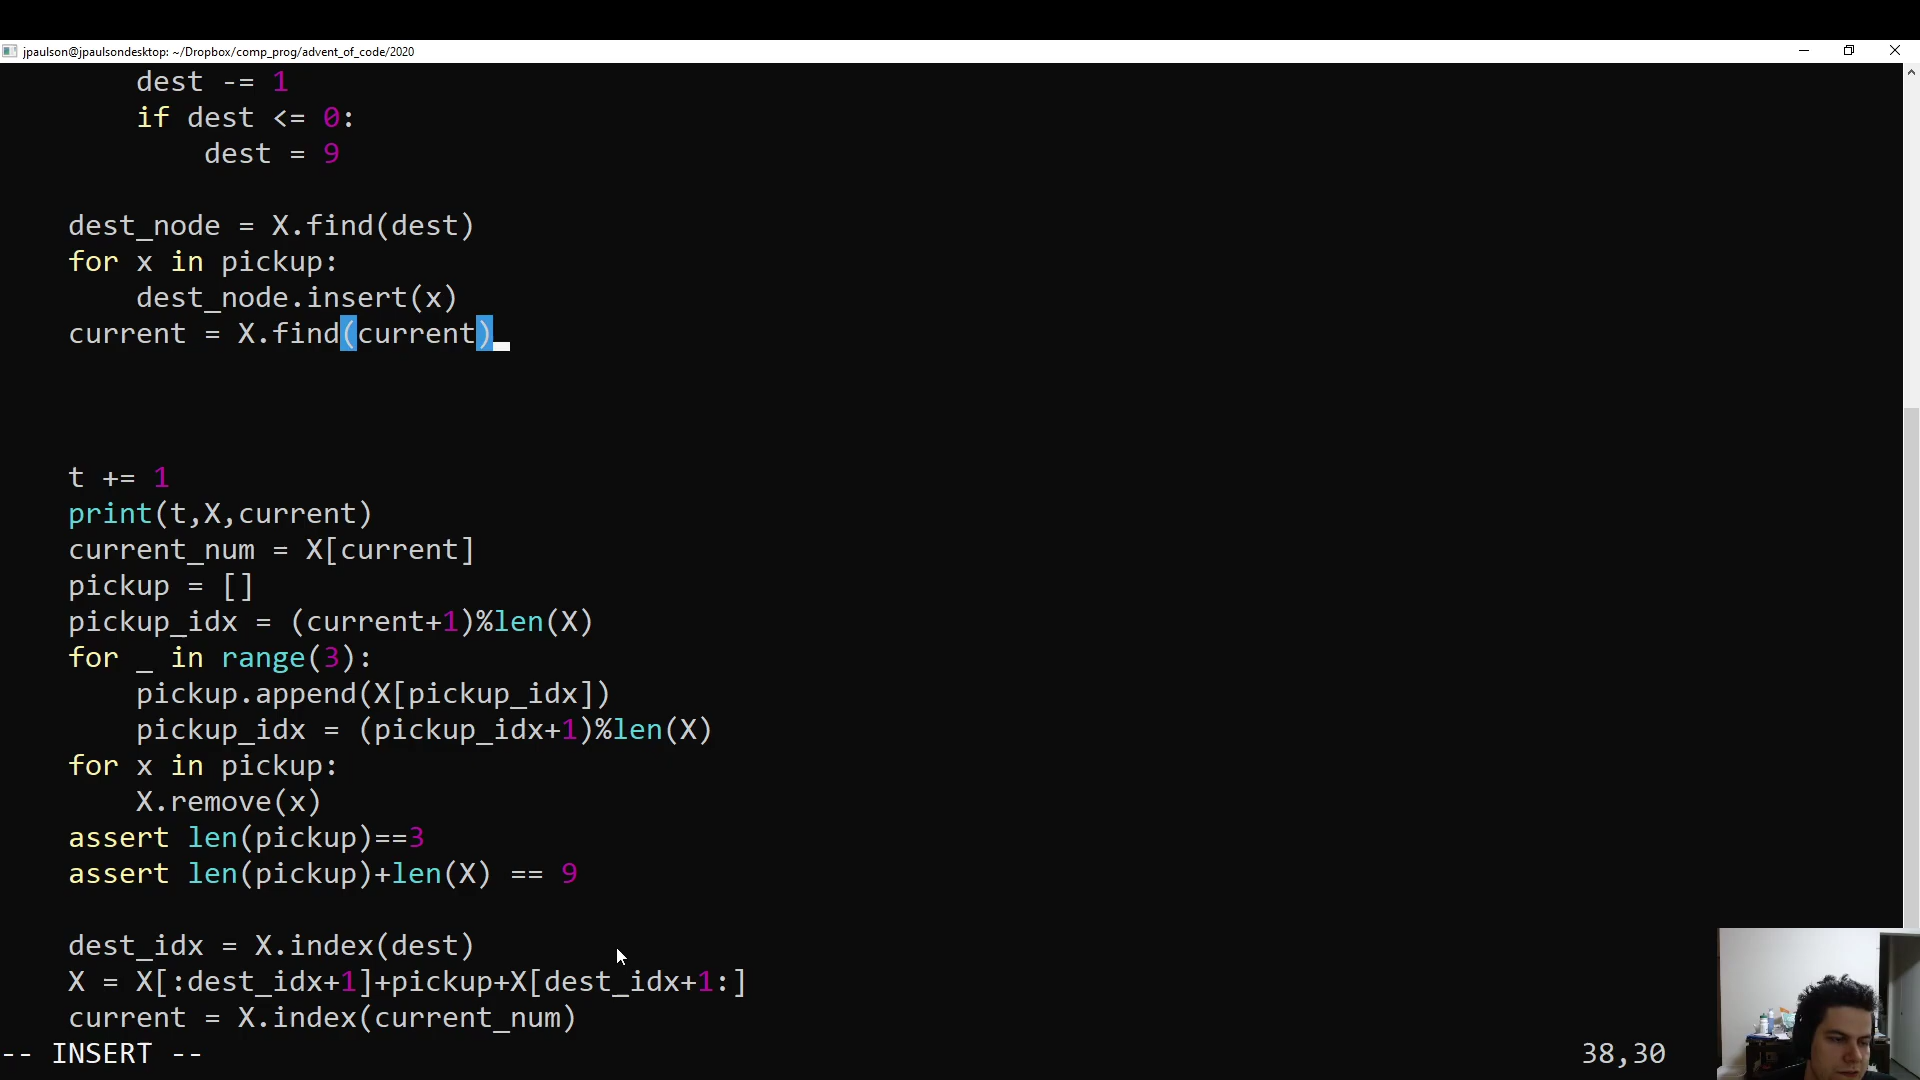 jpaulson@jpaulsondesktop: ~/Dropbox/comp_prog/advent_of_code/2020
dest -= 1
if dest <= 0:
dest = 9
dest_node = X.find(dest)
for x in pickup:
dest_node.insert(x)
current = X.find(current)
t += 1
print(t,X,current)
current_num = X[current]
pickup = []
pickup_idx = (current+1)%len(X)
for _ in range(3):
pickup.append(X[pickup_idx])
pickup_idx = (pickup_idx+1)%len(X)
for x in pickup:
X.remove(x)
assert len(pickup)==3
assert len(pickup)+len(X) == 9
dest_idx = X.index(dest)
X = X[:dest_idx+1]+pickup+X[dest_idx+1:]
current = X.index(current_num)
-- INSERT -- 38,30